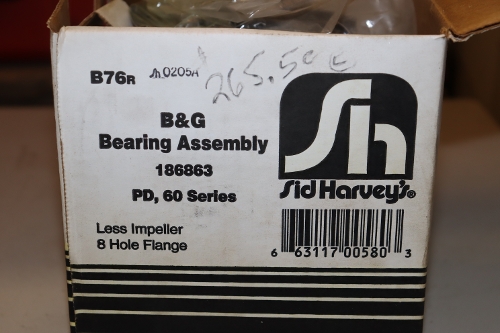 B76R Sh0205A
265.50 E
B&G
Bearing Assembly
186863
PD, 60 Series
Less Impeller
8 Hole Flange
Sh
Sid Harvey's®
6 63117 00580 3